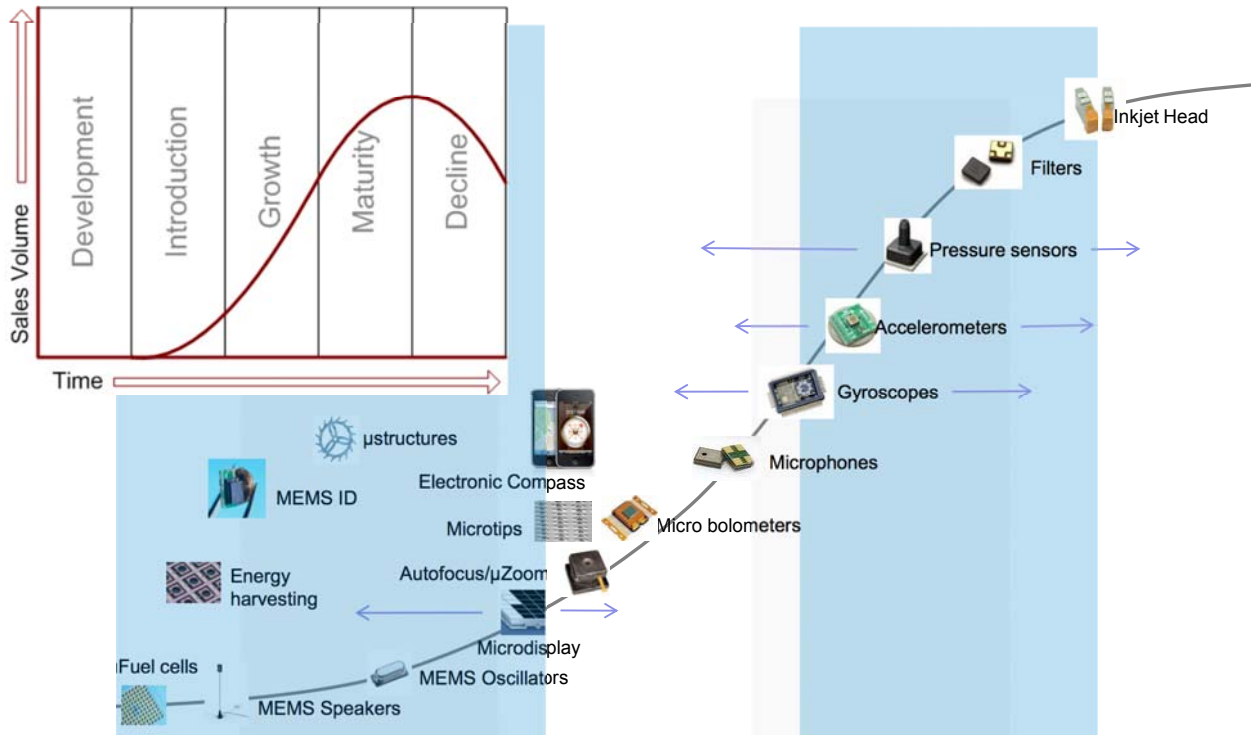 Sales Volume
Development
Introduction
Growth
Maturity
Decline
Time
Inkjet Head
Filters
Pressure sensors
Accelerometers
Gyroscopes
Microphones
µstructures
Electronic Compass
MEMS ID
Microtips
Micro bolometers
Autofocus/µZoom
Energy
harvesting
Microdisplay
µFuel cells
MEMS Oscillators
MEMS Speakers